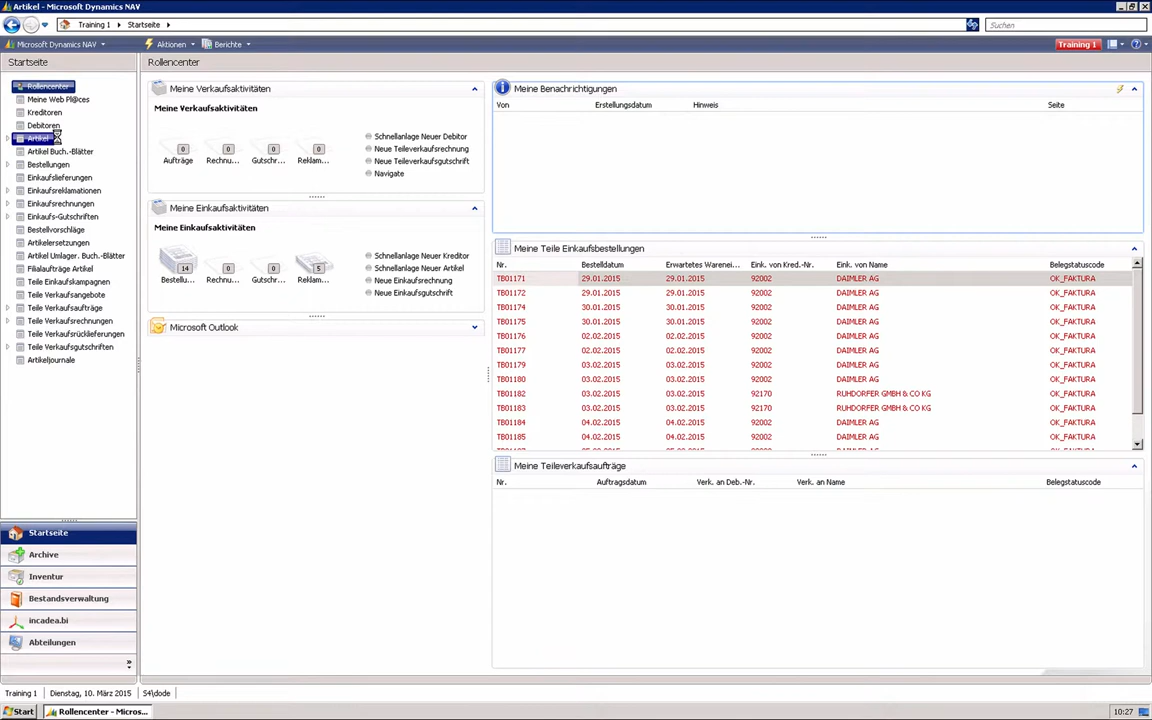 Artikel - Microsoft Dynamics NAV
Training 1 Startseite
Suchen
Microsoft Dynamics NAV Aktionen Berichte Training 1
Startseite
Rollencenter
Meine Web Pl@ces
Kreditoren
Debitoren
Artikel
Artikel Buch.-Blätter
Bestellungen
Einkaufslieferungen
Einkaufsreklamationen
Einkaufsrechnungen
Einkaufs-Gutschriften
Bestellvorschläge
Artikelersetzungen
Artikel Umlager. Buch.-Blätter
Filialaufträge Artikel
Teile Einkaufskampagnen
Teile Verkaufsangebote
Teile Verkaufsaufträge
Teile Verkaufsrechnungen
Teile Verkaufsrücklieferungen
Teile Verkaufsgutschriften
Artikeljournale
Startseite
Archive
Inventur
Bestandsverwaltung
incadea.bi
Abteilungen
Rollencenter
Meine Verkaufsaktivitäten
Meine Verkaufsaktivitäten
0 0 0 0
Aufträge Rechnu... Gutschr... Reklam...
Schnellanlage Neuer Debitor
Neue Teileverkaufsrechnung
Neue Teileverkaufsgutschrift
Navigate
Meine Einkaufsaktivitäten
Meine Einkaufsaktivitäten
14 0 0 5
Bestellu... Rechnu... Gutschr... Reklam...
Schnellanlage Neuer Kreditor
Schnellanlage Neuer Artikel
Neue Einkaufsrechnung
Neue Einkaufsgutschrift
Microsoft Outlook
Meine Benachrichtigungen
Von Erstellungsdatum Hinweis Seite
Meine Teile Einkaufsbestellungen
Nr. Bestelldatum Erwartetes Warenei... Eink. von Kred.-Nr. Eink. von Name Belegstatuscode
TB01171 29.01.2015 29.01.2015 92002 DAIMLER AG OK_FAKTURA
TB01172 29.01.2015 29.01.2015 92002 DAIMLER AG OK_FAKTURA
TB01174 30.01.2015 30.01.2015 92002 DAIMLER AG OK_FAKTURA
TB01175 30.01.2015 30.01.2015 92002 DAIMLER AG OK_FAKTURA
TB01176 02.02.2015 02.02.2015 92002 DAIMLER AG OK_FAKTURA
TB01177 02.02.2015 02.02.2015 92002 DAIMLER AG OK_FAKTURA
TB01179 03.02.2015 03.02.2015 92002 DAIMLER AG OK_FAKTURA
TB01180 03.02.2015 03.02.2015 92002 DAIMLER AG OK_FAKTURA
TB01182 03.02.2015 03.02.2015 92170 RUHDORFER GMBH & CO KG OK_FAKTURA
TB01183 03.02.2015 03.02.2015 92170 RUHDORFER GMBH & CO KG OK_FAKTURA
TB01184 04.02.2015 04.02.2015 92002 DAIMLER AG OK_FAKTURA
TB01185 04.02.2015 04.02.2015 92002 DAIMLER AG OK_FAKTURA
Meine Teileverkaufsaufträge
Nr. Auftragsdatum Verk. an Deb.-Nr. Verk. an Name Belegstatuscode
Training 1 Dienstag, 10. März 2015 S4\dode
Start Rollencenter - Micros... 10:27